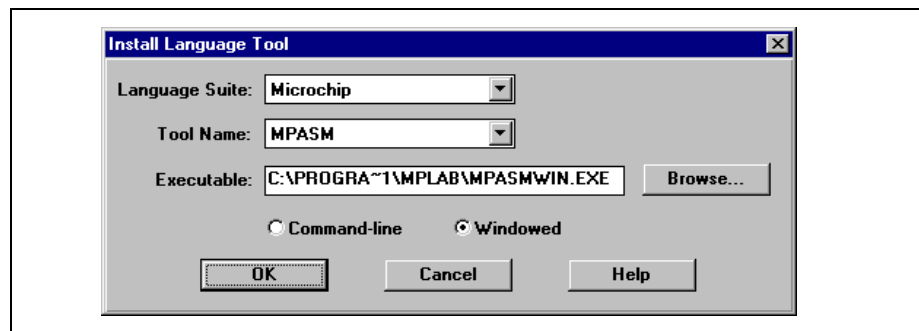 Install Language Tool
Language Suite: Microchip
Tool Name: MPASM
Executable: C:\PROGRA~1\MPLAB\MPASMWIN.EXE Browse...
Command-line Windowed
OK Cancel Help